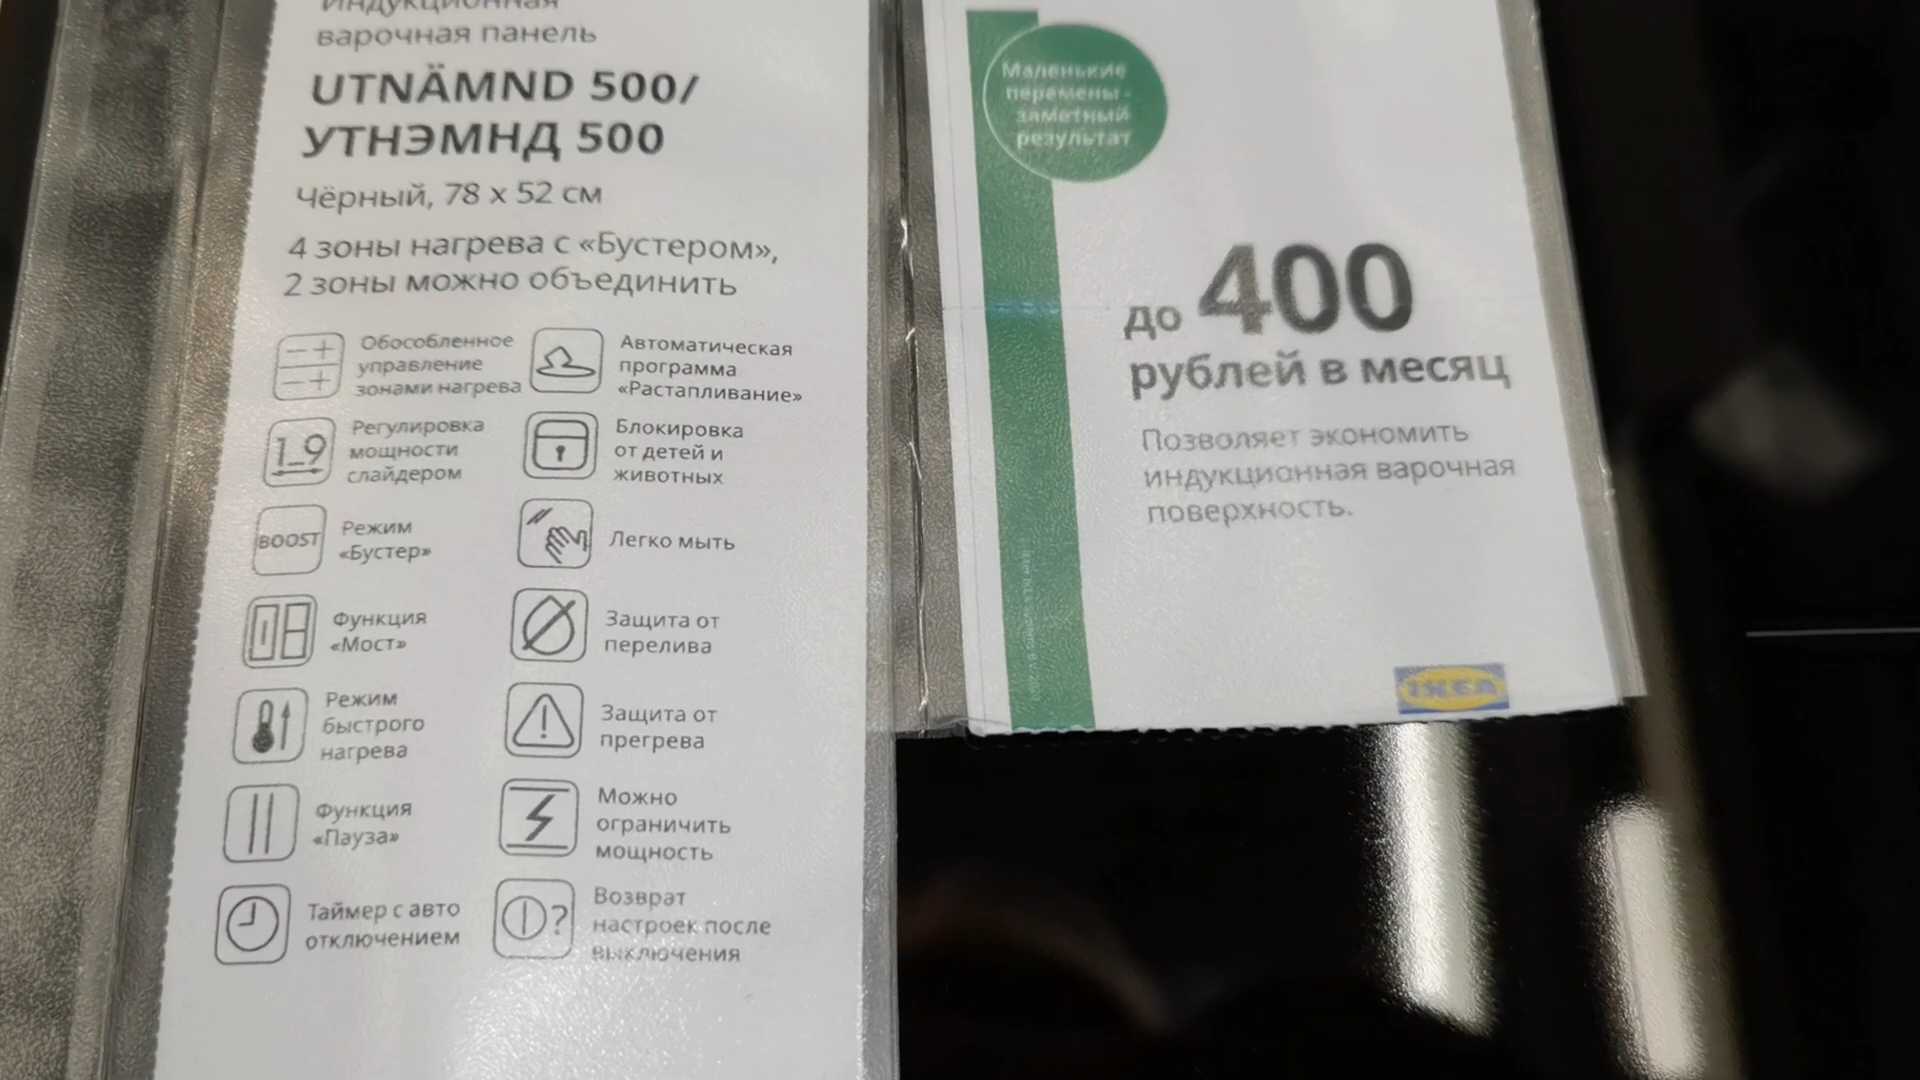 Индукционная
варочная панель
UTNÄMND 500/
УТНЭМНД 500
Чёрный, 78 x 52 см
4 зоны нагрева с «Бустером»,
2 зоны можно объединить
Обособленное
управление
зонами нагрева
Автоматическая
программа
«Растапливание»
1_9
Регулировка
мощности
слайдером
Блокировка
от детей и
животных
BOOST
Режим
«Бустер»
Легко мыть
Функция
«Мост»
Защита от
перелива
Режим
быстрого
нагрева
Защита от
прегрева
Функция
«Пауза»
Можно
ограничить
мощность
Таймер с авто
отключением
?
Возврат
настроек после
выключения
Маленькие
перемены -
заметный
результат
до 400
рублей в месяц
Позволяет экономить
индукционная варочная
поверхность.
IKEA